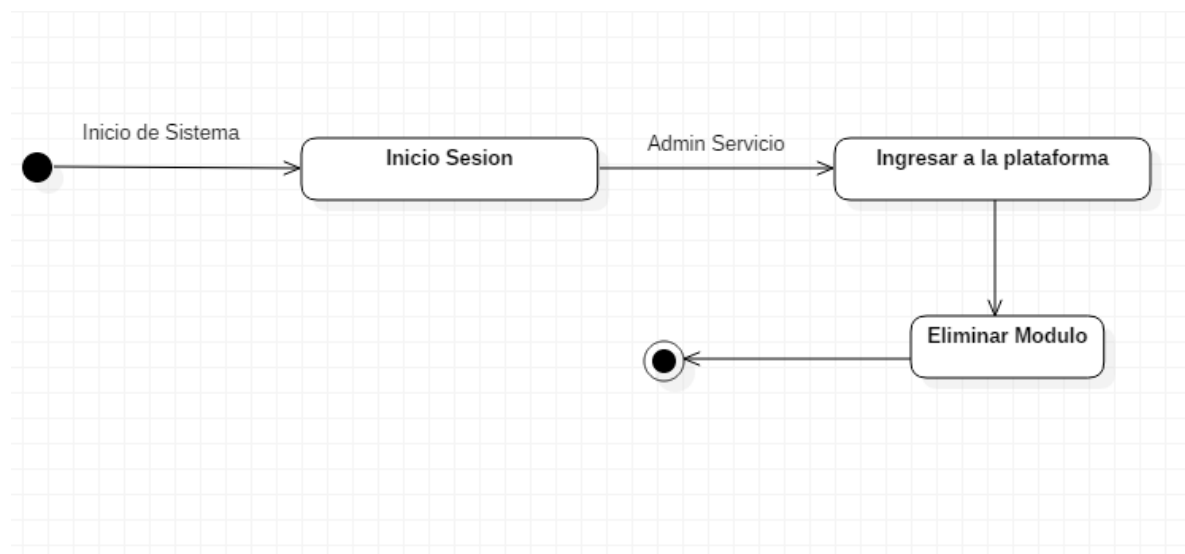 Inicio de Sistema
Inicio Sesion
Admin Servicio
Ingresar a la plataforma
Eliminar Modulo